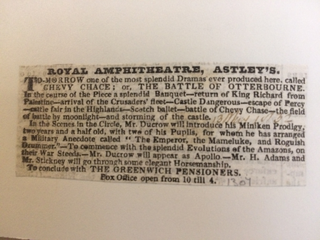 ROYAL AMPHITHEATRE, ASTLEY'S.
TO-MORROW one of the most splendid Dramas ever produced here, called
CHEVY CHACE; or, THE BATTLE OF OTTERBOURNE.
In the course of the Piece a splendid Banquet—return of King Richard from
Palestine—arrival of the Crusaders' fleet—Castle Dangerous—escape of Percy
—cattle fair in the Highlands—Scotch ballet—battle of Chevy Chase—the field
of battle by moonlight—and storming of the castle.
In the Scenes in the Circle, Mr. Ducrow will introduce his Miniken Prodigy,
two years and a half old, with two of his Pupils, for whom he has arranged
a Military Anecdote called "The Emperor, the Mameluke, and Roguish
Drummer."—To commence with the splendid Evolutions of the Amazons, on
their War Steeds.—Mr. Ducrow will appear as Apollo.—Mr. H. Adams and
Mr. Stickney will go through some elegant Horsemanship.
To conclude with THE GREENWICH PENSIONERS.
Box Office open from 10 till 4.